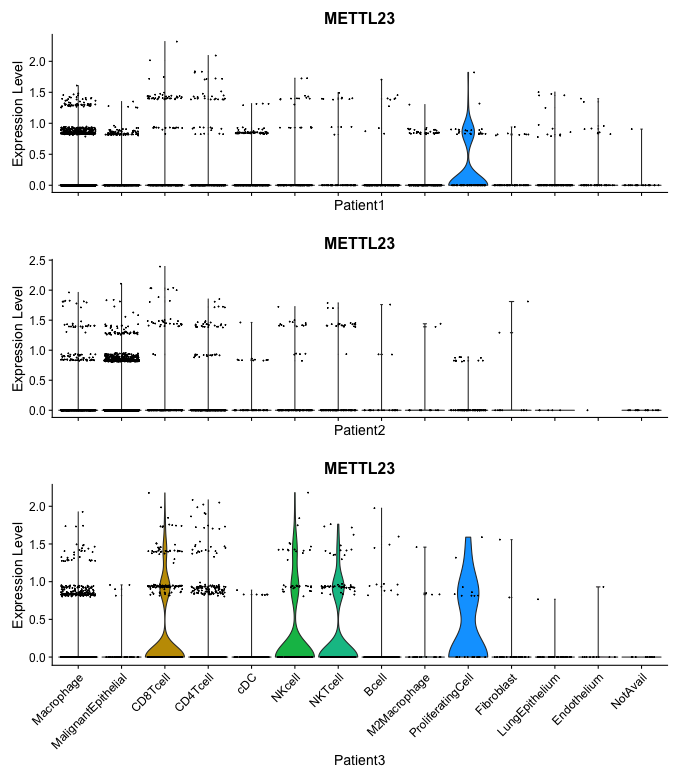 METTL23
Expression Level
2.0
1.5
1.0
0.5
0.0
Patient1
METTL23
Expression Level
2.5
2.0
1.5
1.0
0.5
0.0
Patient2
METTL23
Expression Level
2.0
1.5
1.0
0.5
0.0
Macrophage
MalignantEpithelial
CD8Tcell
CD4Tcell
cDC
NKcell
NKTcell
Bcell
M2Macrophage
ProliferatingCell
Fibroblast
LungEpithelium
Endothelium
NotAvail
Patient3